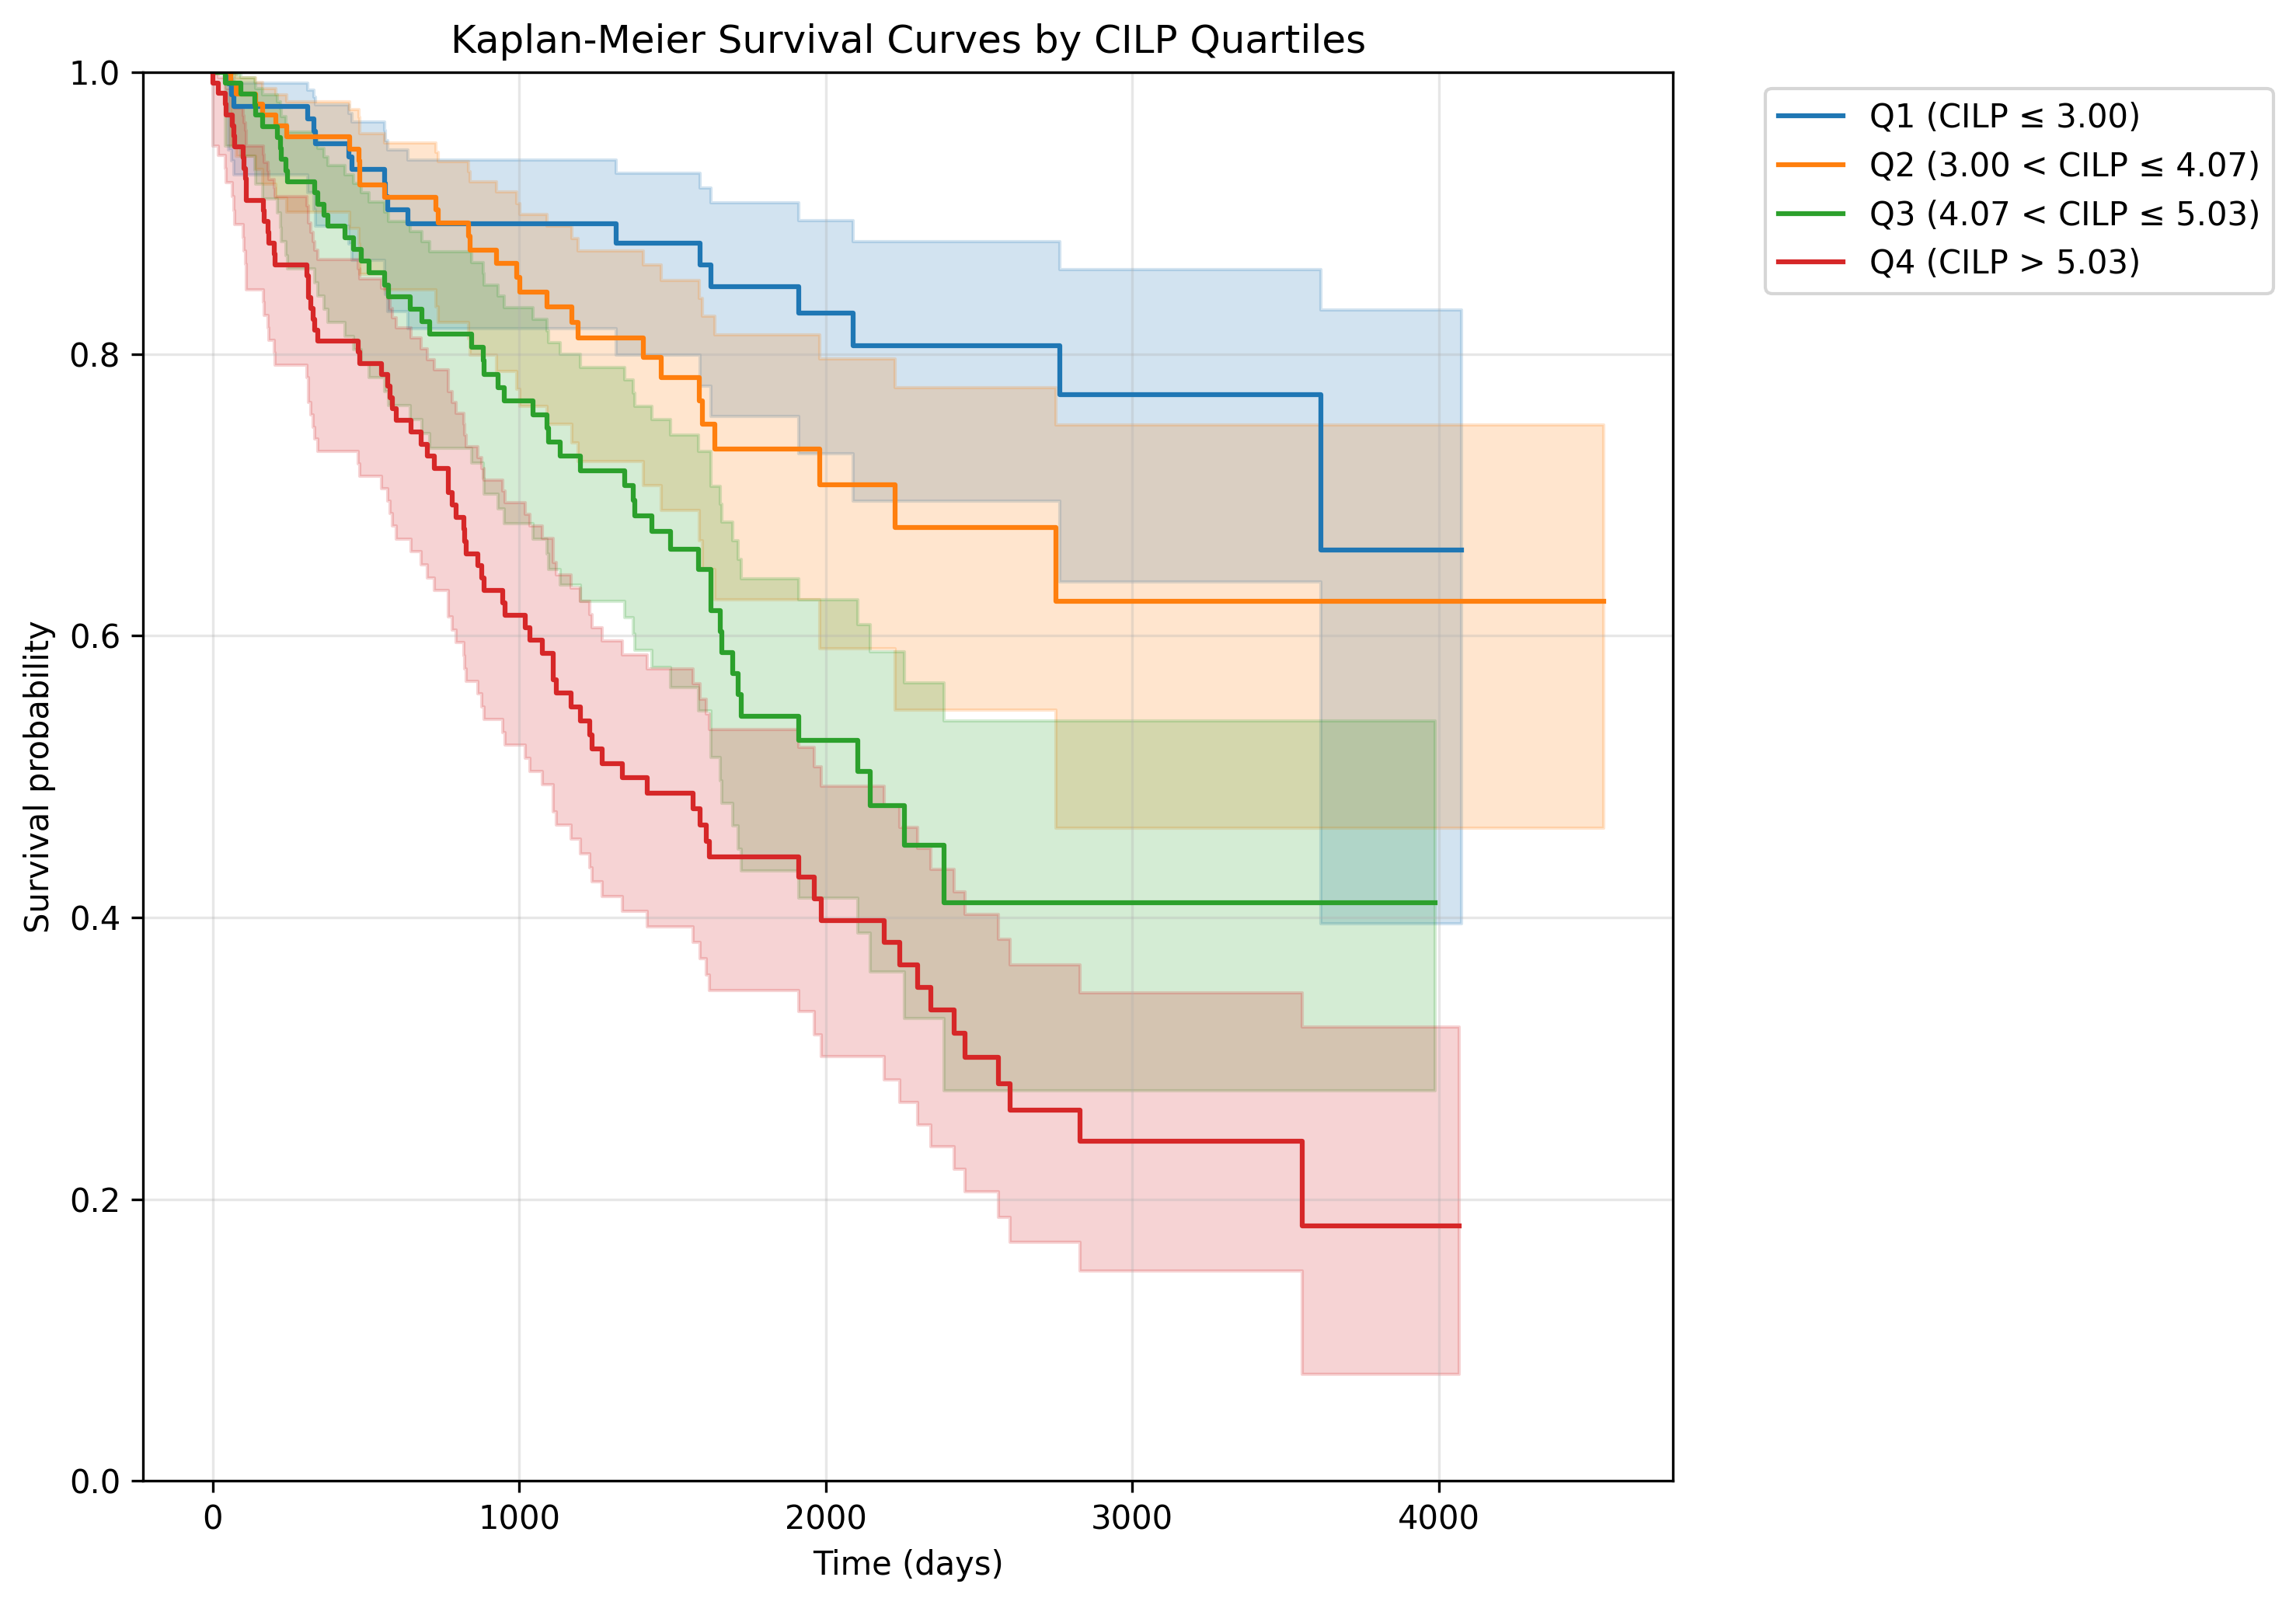 Kaplan-Meier Survival Curves by CILP Quartiles
Q1 (CILP ≤ 3.00)
Q2 (3.00 < CILP ≤ 4.07)
Q3 (4.07 < CILP ≤ 5.03)
Q4 (CILP > 5.03)
Survival probability
1.0
0.8
0.6
0.4
0.2
0.0
0 1000 2000 3000 4000
Time (days)